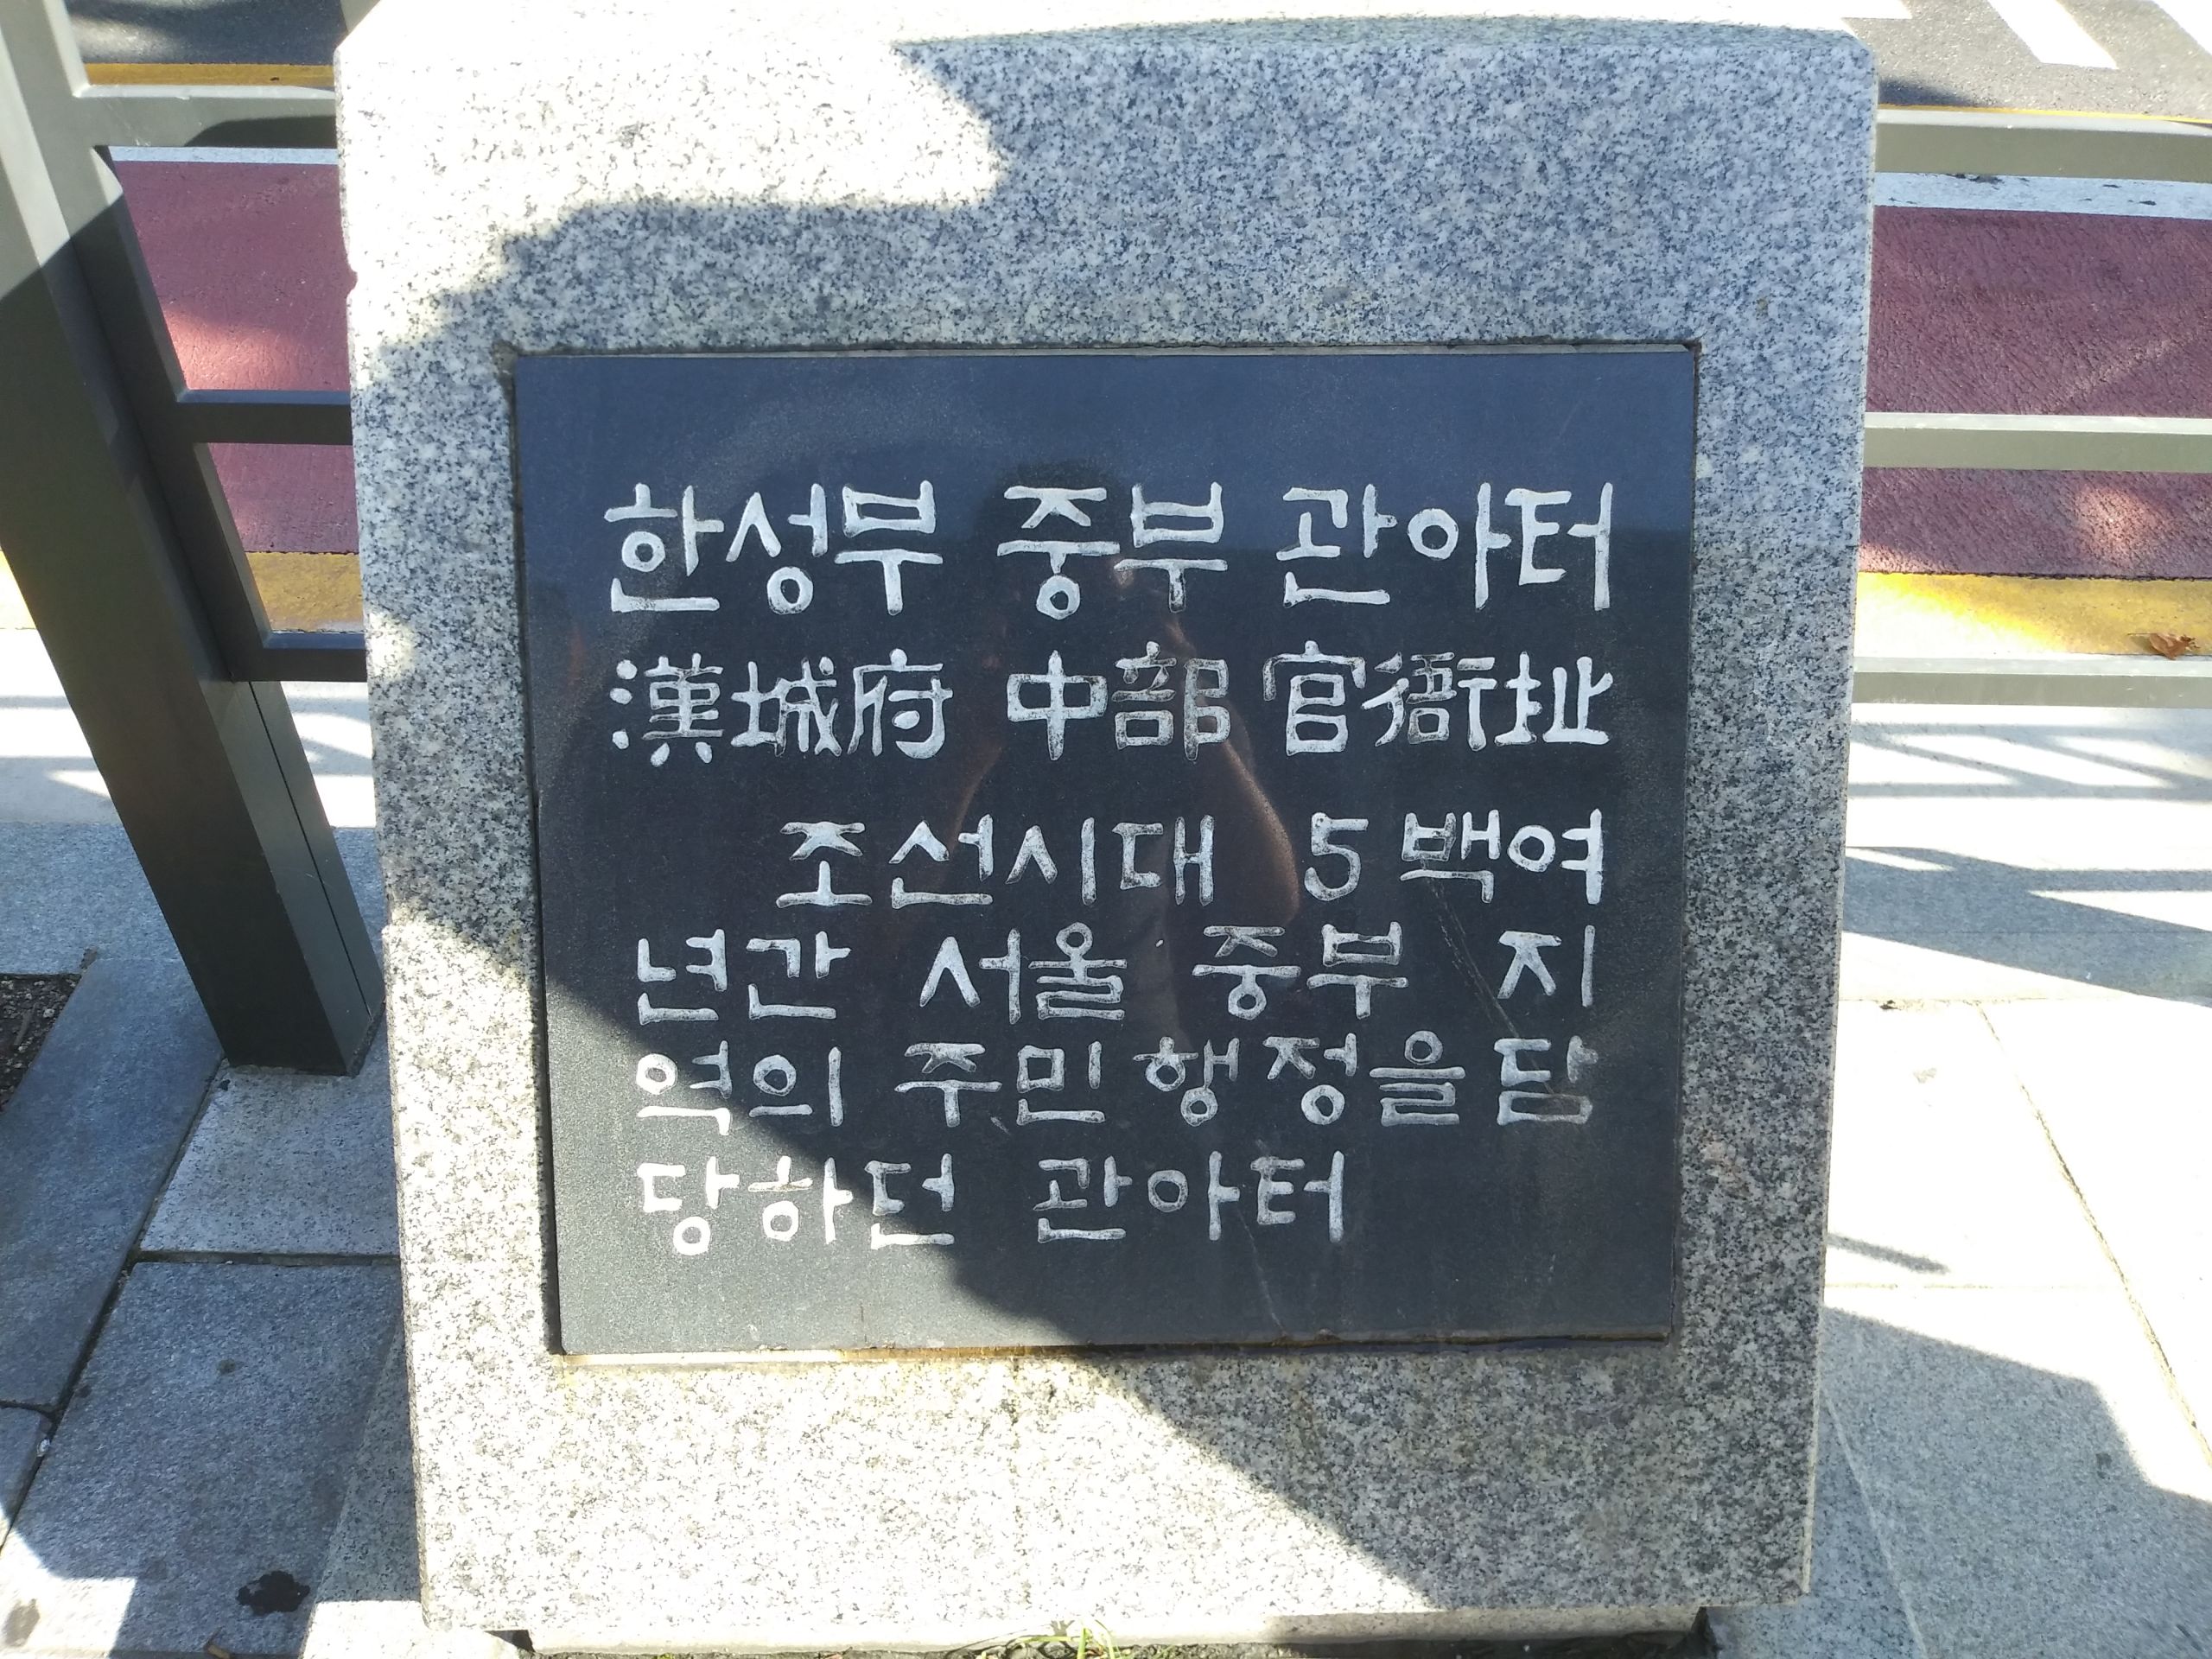 한성부 중부 관아터
漢城府 中部 官衙址
조선시대 5백여
년간 서울 중부 지
역의 주민 행정을 담
당하던 관아터